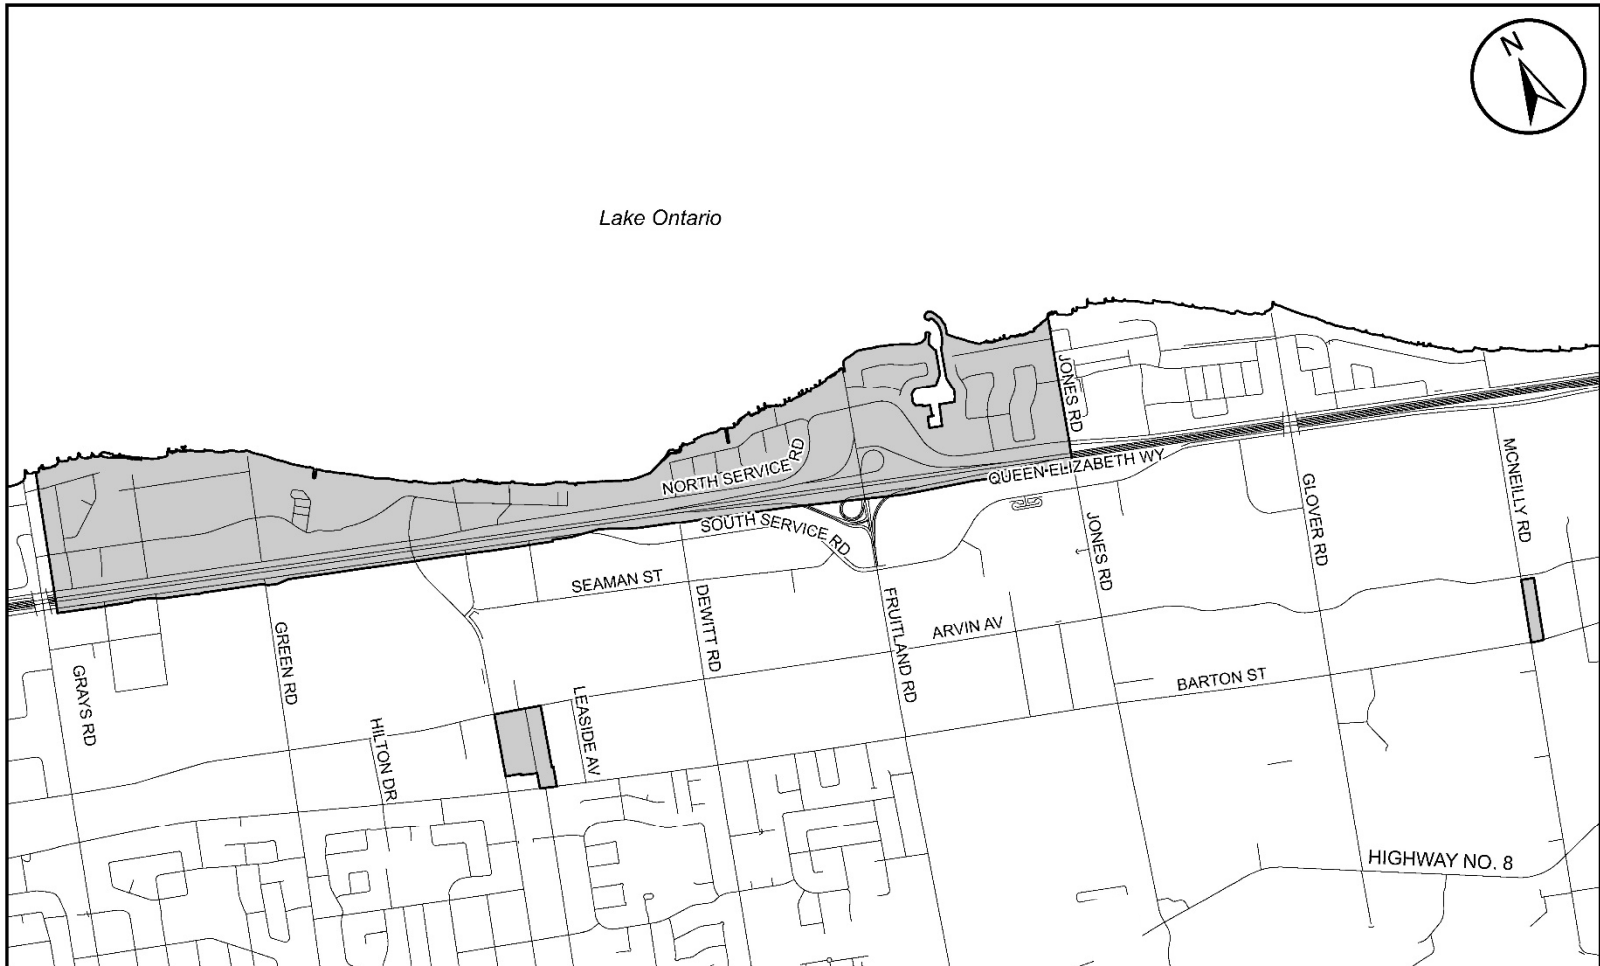 N
Lake Ontario
JONES RD
NORTH SERVICE RD
QUEEN ELIZABETH WY
MCNEILLY RD
GLOVER RD
SOUTH SERVICE RD
JONES RD
SEAMAN ST
DEWITT RD
FRUITLAND RD
ARVIN AV
GREEN RD
GRAYS RD
BARTON ST
LEASIDE AV
HILTON DR
HIGHWAY NO. 8